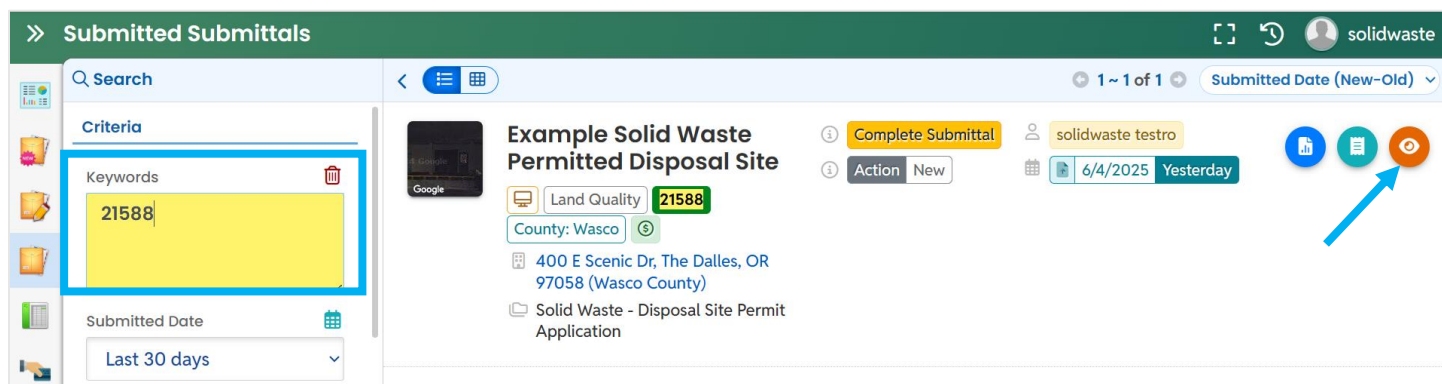 Submitted Submittals
solidwaste
Search
1 ~ 1 of 1
Submitted Date (New-Old)
Criteria
Keywords
21588
Submitted Date
Last 30 days
Google
Example Solid Waste
Permitted Disposal Site
Land Quality 21588
County: Wasco
400 E Scenic Dr, The Dalles, OR
97058 (Wasco County)
Solid Waste - Disposal Site Permit
Application
Complete Submittal
Action New
solidwaste testro
6/4/2025 Yesterday
NEW